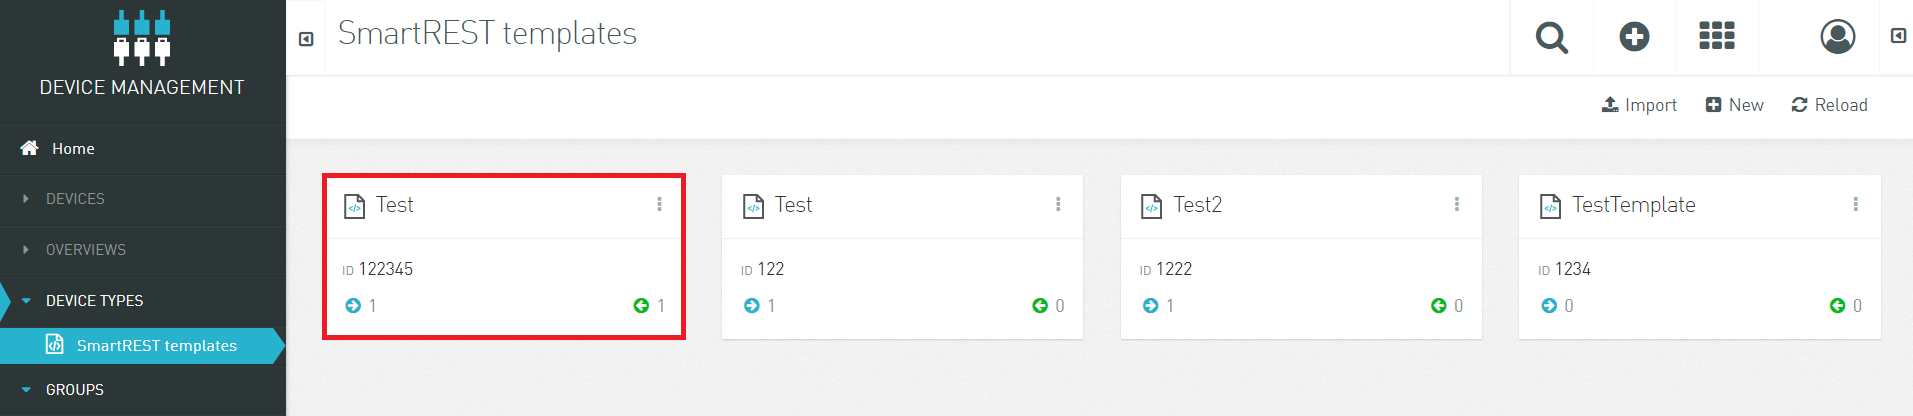 DEVICE MANAGEMENT
Home
DEVICES
OVERVIEWS
DEVICE TYPES
SmartREST templates
GROUPS
SmartREST templates
Import New Reload
Test
ID 122345
1 1
Test
ID 122
1 0
Test2
ID 1222
1 0
TestTemplate
ID 1234
0 0